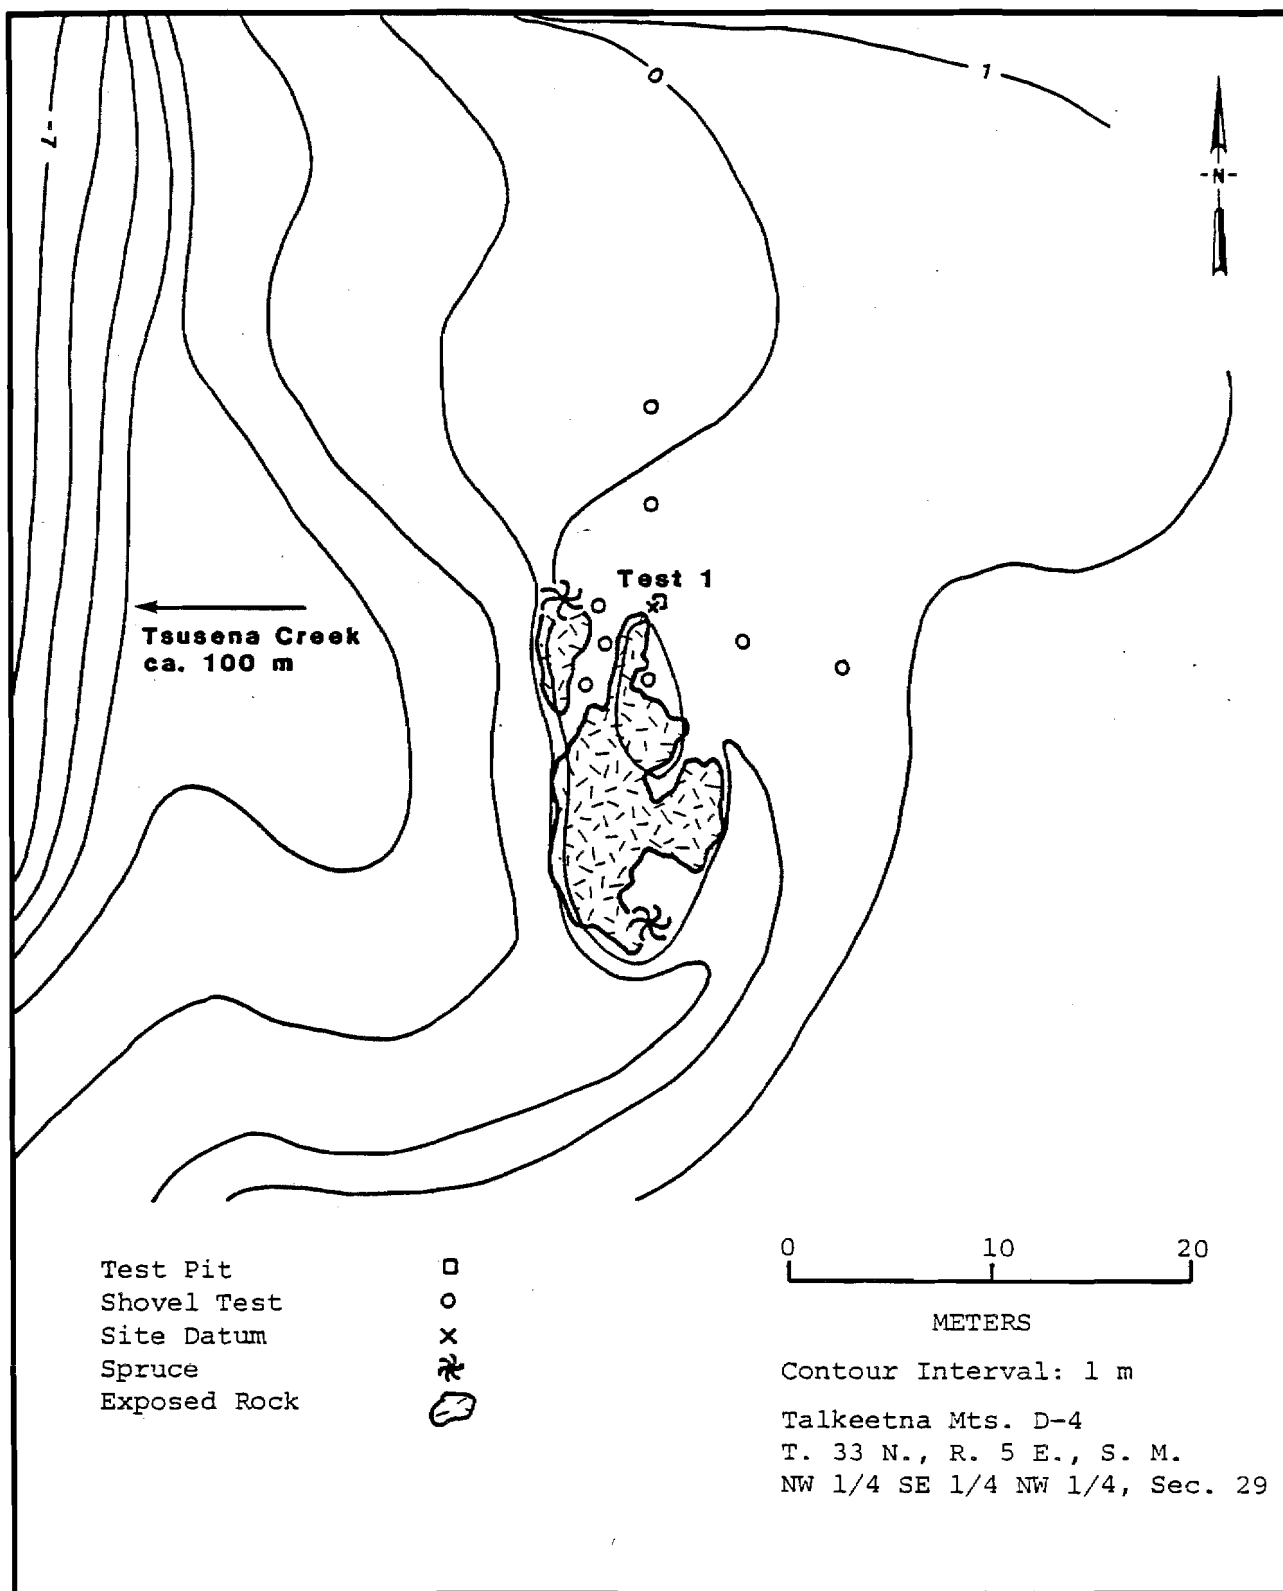 0
1
-7
-N-
Test 1
Tsusena Creek
ca. 100 m
0 10 20
METERS
Test Pit
Shovel Test
Site Datum
Spruce
Exposed Rock
Contour Interval: 1 m
Talkeetna Mts. D-4
T. 33 N., R. 5 E., S. M.
NW 1/4 SE 1/4 NW 1/4, Sec. 29